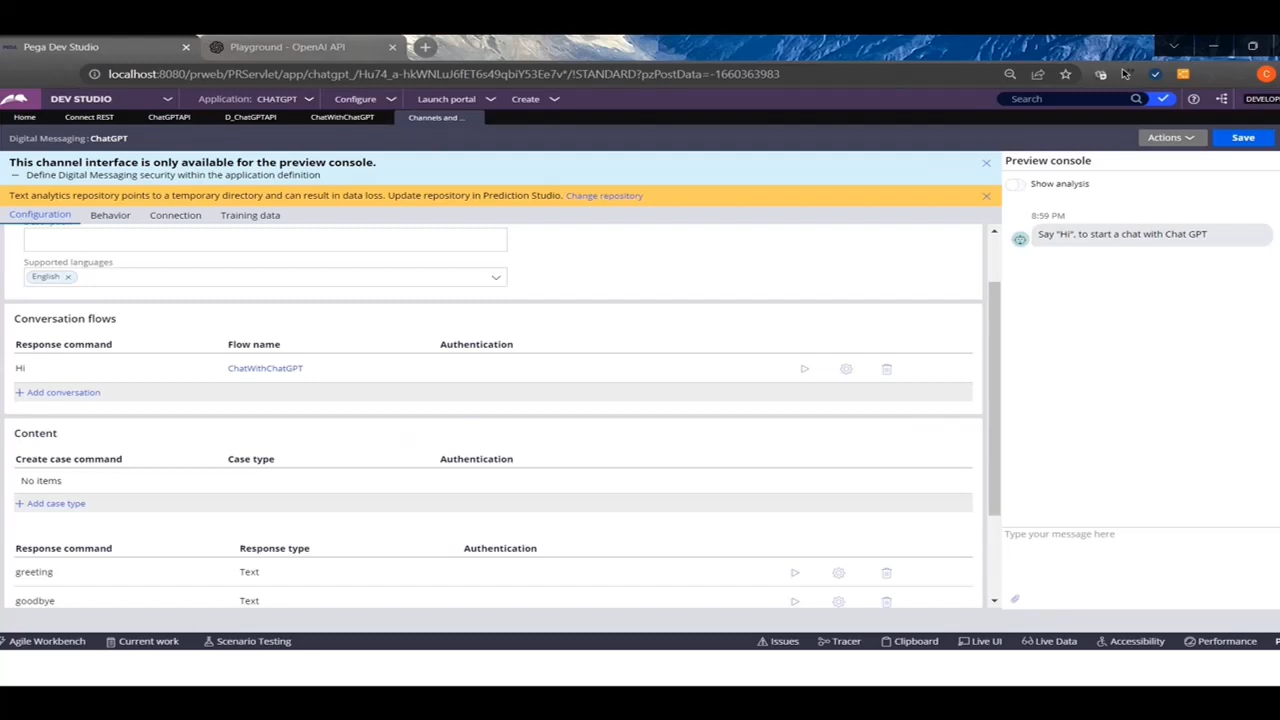 Pega Dev Studio
Playground - OpenAI API
localhost:8080/prweb/PRServlet/app/chatgpt_/Hu74_a-hkWNLuJ6fET6s49qbiY53Ee7v*/!STANDARD?pzPostData=-1660363983
C
DEV STUDIO Application: CHATGPT Configure Launch portal Create Search DEVELOP
Home Connect REST ChatGPTAPI D_ChatGPTAPI ChatWithChatGPT Channels and ...
Digital Messaging: ChatGPT Actions Save
This channel interface is only available for the preview console.
Define Digital Messaging security within the application definition
Text analytics repository points to a temporary directory and can result in data loss. Update repository in Prediction Studio. Change repository
Configuration Behavior Connection Training data
Supported languages
English
Conversation flows
Response command Flow name Authentication
Hi ChatWithChatGPT
+ Add conversation
Content
Create case command Case type Authentication
No items
+ Add case type
Response command Response type Authentication
greeting Text
goodbye Text
Preview console
Show analysis
8:59 PM
Say "Hi". to start a chat with Chat GPT
Type your message here
Agile Workbench Current work Scenario Testing Issues Tracer Clipboard Live UI Live Data Accessibility Performance